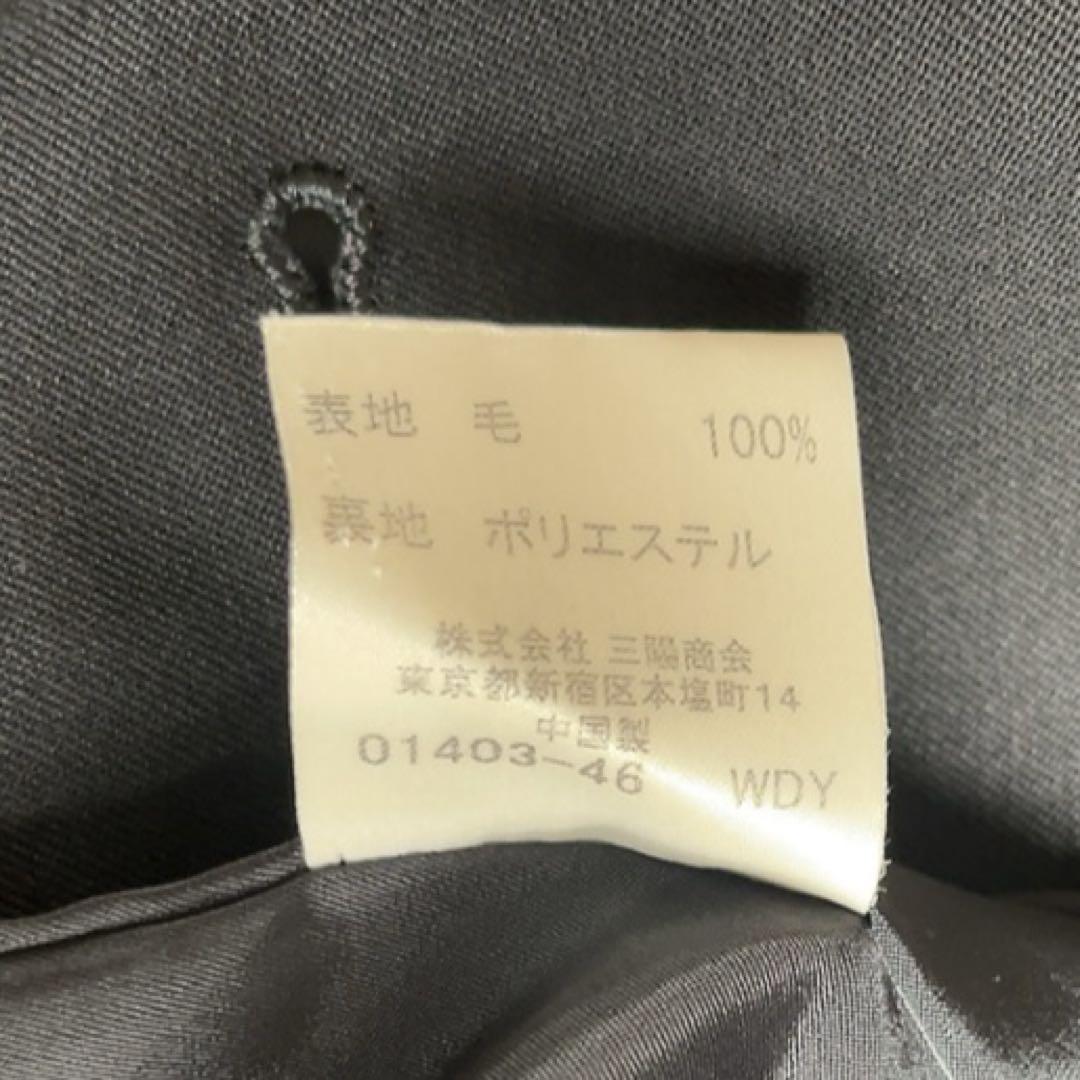 表地 毛 100%
裏地 ポリエステル
株式会社 三陽商会
東京都新宿区本塩町14
中国製
01403-46 WDY